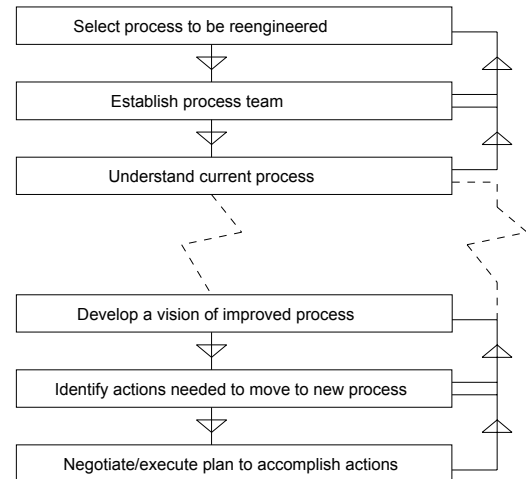 Select process to be reengineered
Establish process team
Understand current process
Develop a vision of improved process
Identify actions needed to move to new process
Negotiate/execute plan to accomplish actions